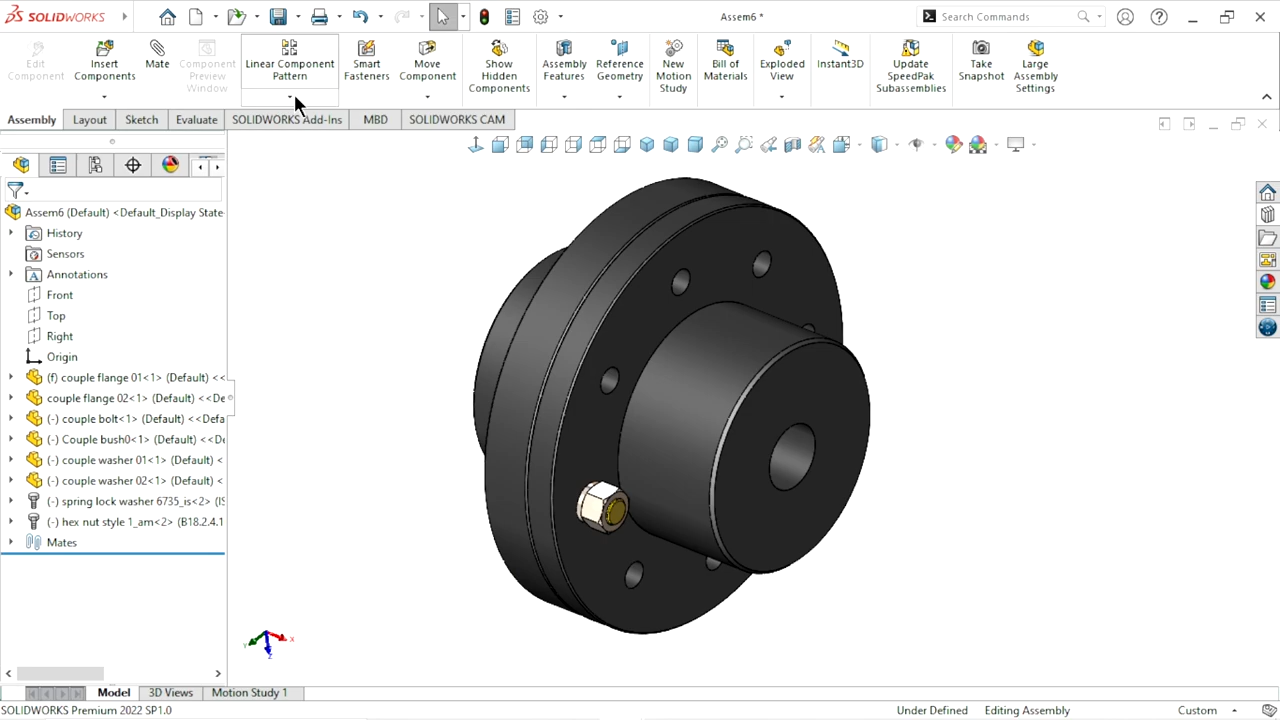 SOLIDWORKS
Assem6 *
Search Commands
Edit
Component
Insert
Components
Mate
Component
Preview
Window
Linear Component
Pattern
Smart
Fasteners
Move
Component
Show
Hidden
Components
Assembly
Features
Reference
Geometry
New
Motion
Study
Bill of
Materials
Exploded
View
Instant3D
Update
SpeedPak
Subassemblies
Take
Snapshot
Large
Assembly
Settings
Assembly Layout Sketch Evaluate SOLIDWORKS Add-Ins MBD SOLIDWORKS CAM
Assem6 (Default) <Default_Display State
History
Sensors
Annotations
Front
Top
Right
Origin
(f) couple flange 01<1> (Default) <<
couple flange 02<1> (Default) <<De
(-) couple bolt<1> (Default) <<Defa
(-) Couple bush0<1> (Default) <<De
(-) couple washer 01<1> (Default) <
(-) couple washer 02<1> (Default) <
(-) spring lock washer 6735_is<2> (IS
(-) hex nut style 1_am<2> (B18.2.4.1
Mates
Y X
Z
Model 3D Views Motion Study 1
SOLIDWORKS Premium 2022 SP1.0
Under Defined Editing Assembly Custom